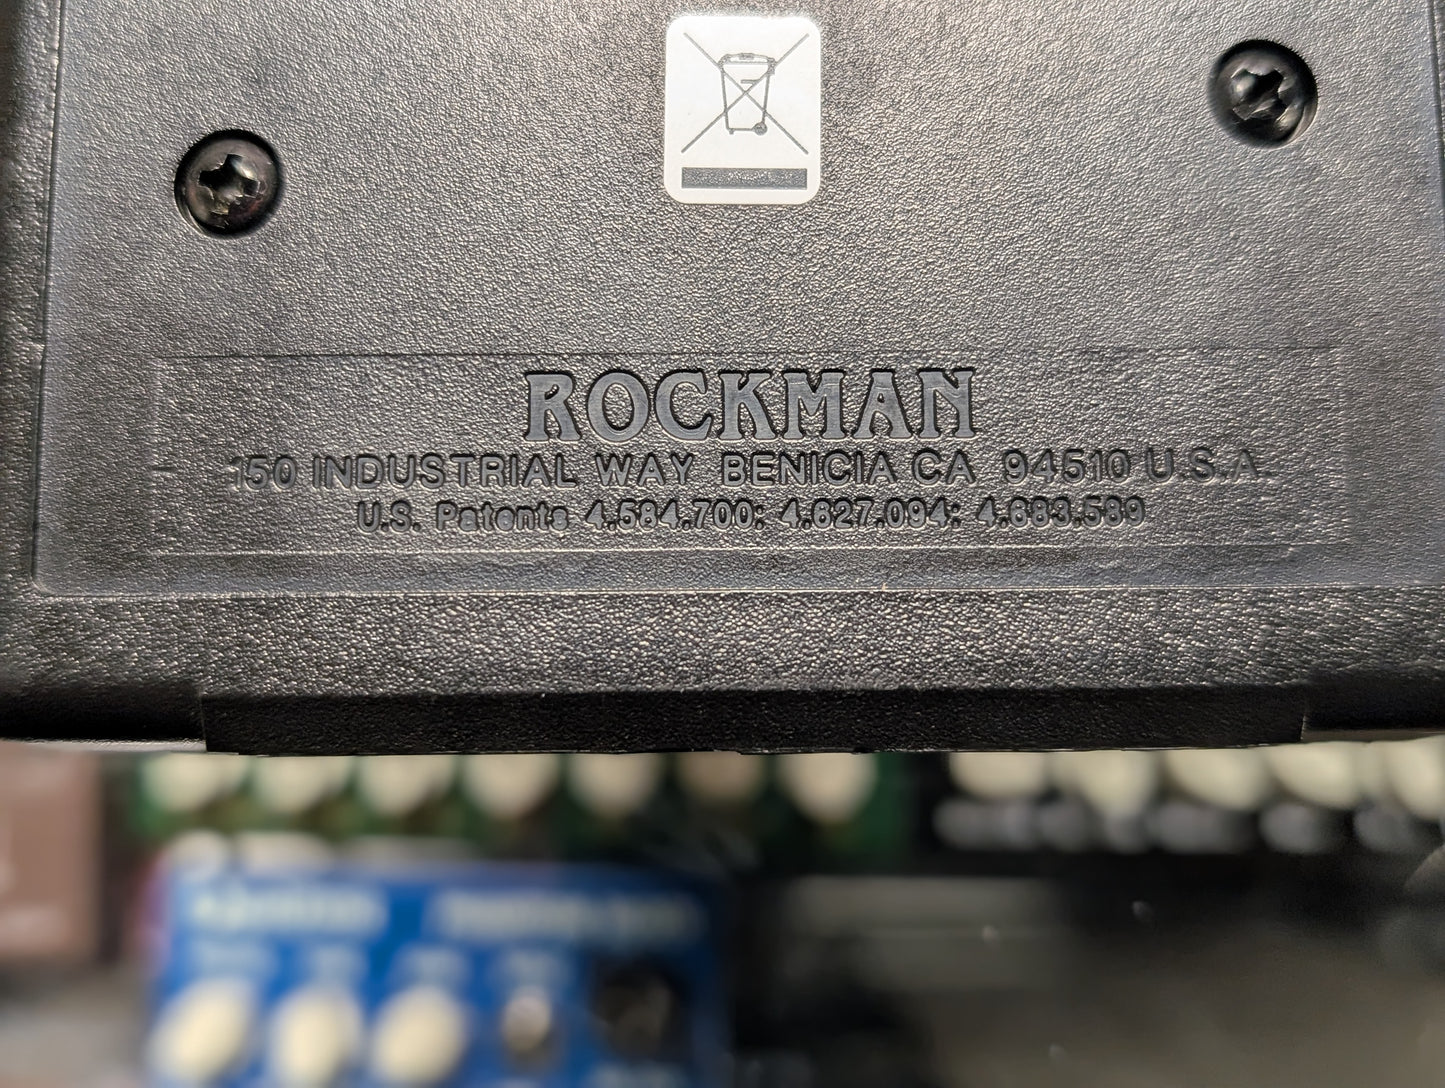 ROCKMAN
150 INDUSTRIAL WAY BENICIA CA 94510 U.S.A.
U.S. Patents 4,584,700; 4,627,094; 4,683,589